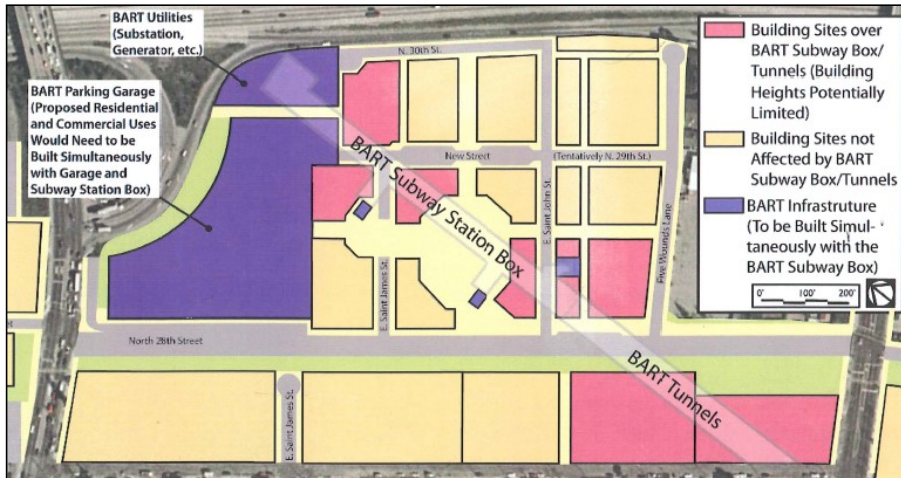 BART Utilities
(Substation,
Generator, etc.)
BART Parking Garage
(Proposed Residential
and Commercial Uses
Would Need to be
Built Simultaneously
with Garage and
Subway Station Box)
N. 30th St.
New Street
(Tentatively N. 29th St.)
BART Subway Station Box
E. Saint John St.
Five Wounds Lane
E. Saint James St.
North 28th Street
BART Tunnels
E. Saint James St.
Building Sites over
BART Subway Box/
Tunnels (Building
Heights Potentially
Limited)
Building Sites not
Affected by BART
Subway Box/Tunnels
BART Infrastruture
(To be Built Simul-
taneously with the
BART Subway Box)
0' 100' 200'